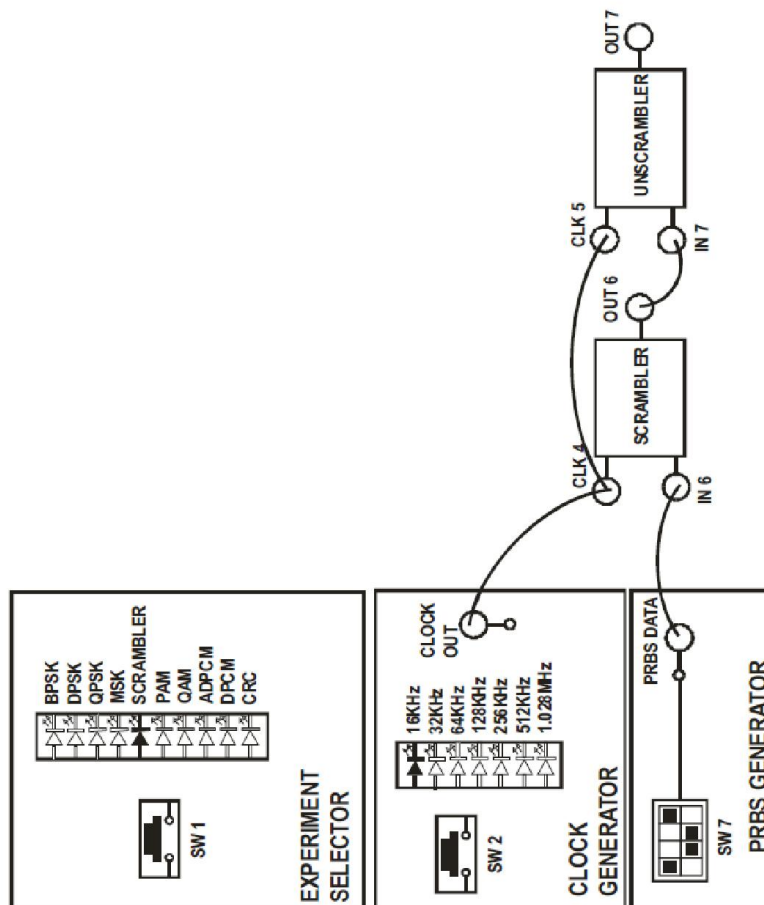 BPSK
DPSK
QPSK
MSK
SCRAMBLER
PAM
QAM
ADPCM
DPCM
CRC
SW 1
EXPERIMENT
SELECTOR
CLOCK
OUT
16KHz
32KHz
64KHz
128KHz
256KHz
512KHz
1.028MHz
SW 2
CLOCK
GENERATOR
PRBS DATA
SW 7
PRBS GENERATOR
CLK 4
IN 6
SCRAMBLER
OUT 6
CLK 5
IN 7
UNSCRAMBLER
OUT 7